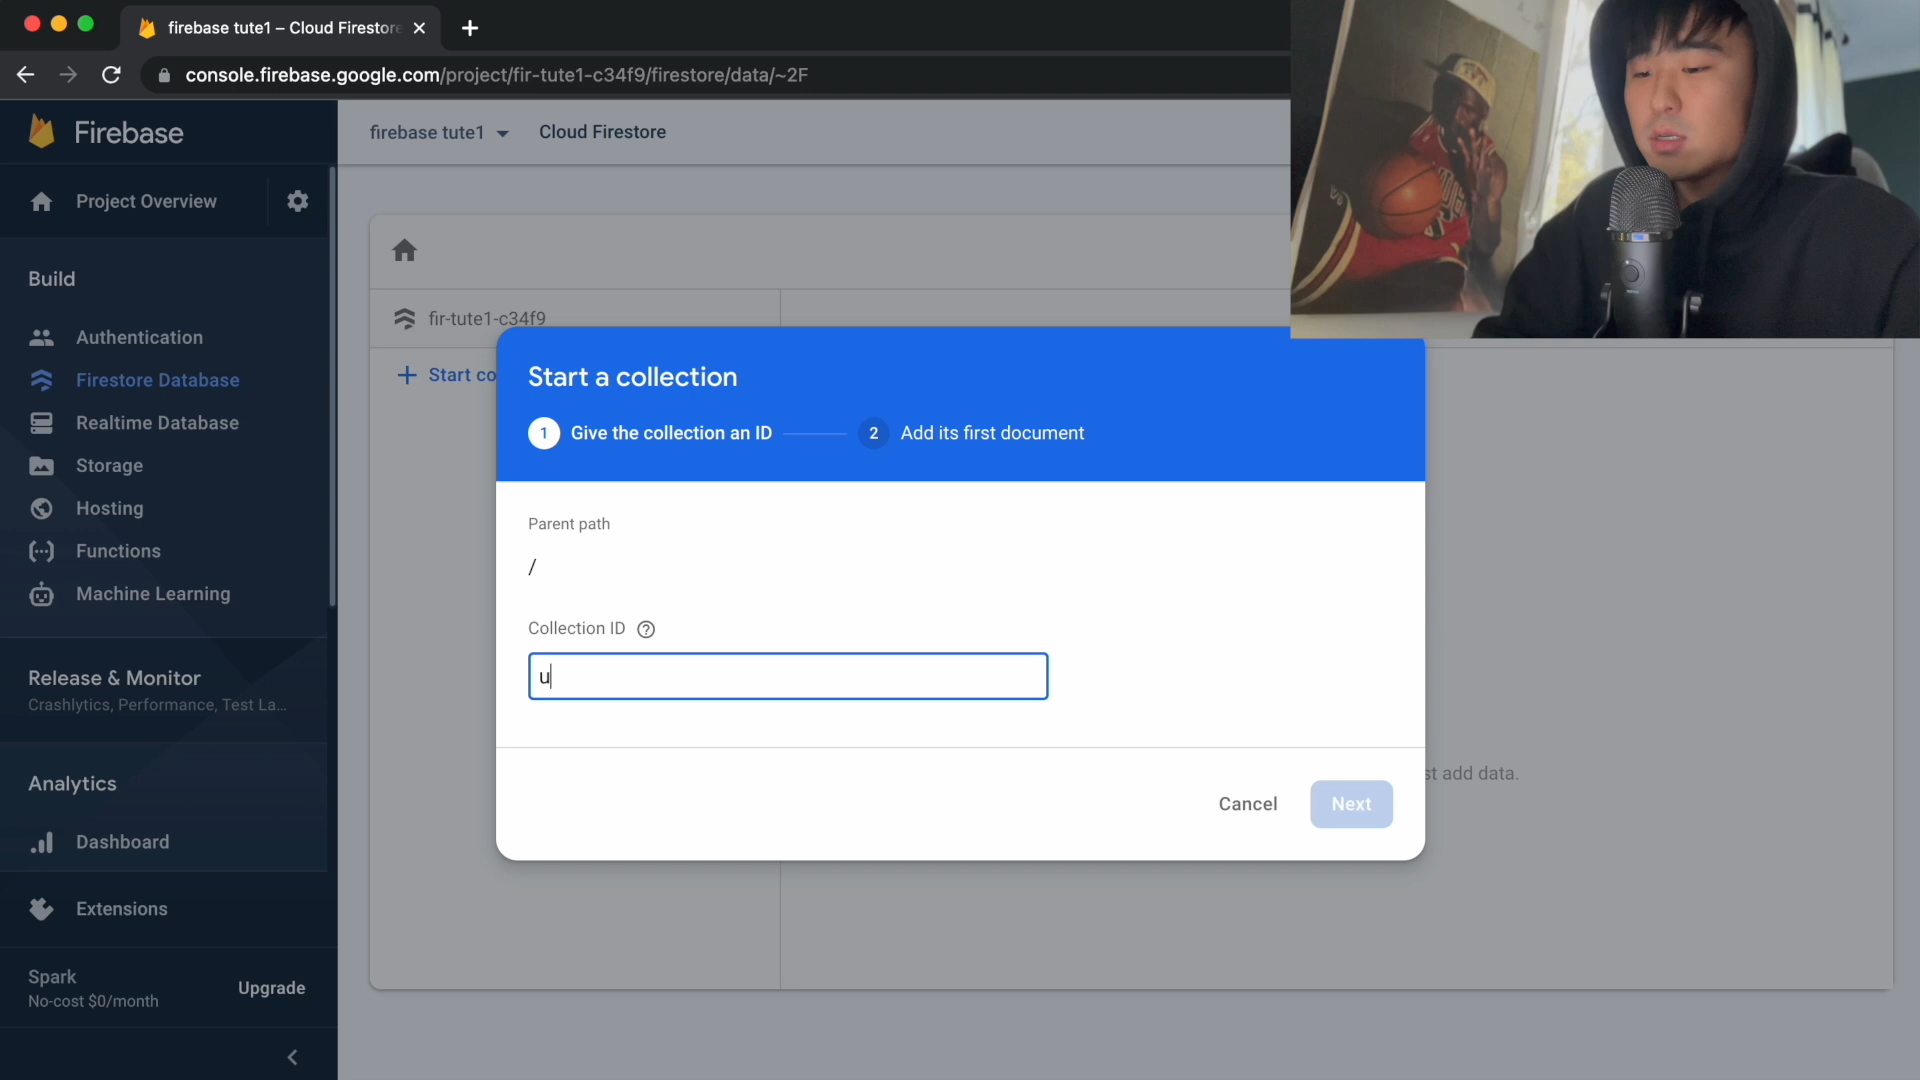 firebase tute1 – Cloud Firestore
console.firebase.google.com/project/fir-tute1-c34f9/firestore/data/~2F
Firebase
firebase tute1
Cloud Firestore
Project Overview
Build
Authentication
Firestore Database
Realtime Database
Storage
Hosting
Functions
Machine Learning
Release & Monitor
Crashlytics, Performance, Test La...
Analytics
Dashboard
Extensions
Spark
No-cost $0/month
Upgrade
fir-tute1-c34f9
Start co
Start a collection
1 Give the collection an ID
2 Add its first document
Parent path
/
Collection ID
u
st add data.
Cancel
Next